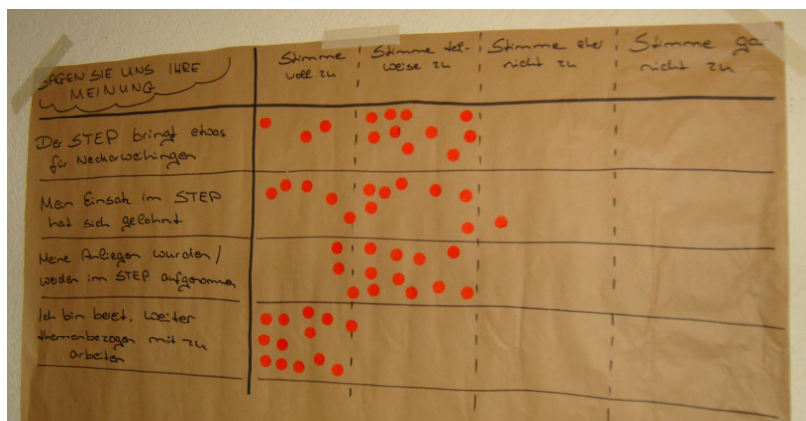 SAGEN SIE UNS IHRE
MEINUNG
Stimme
voll zu
Stimme teil-
weise zu
Stimme eher
nicht zu
Stimme gar
nicht zu
Der STEP bringt etwas
für Neckarweihingen
Mein Einsatz im STEP
hat sich gelohnt
Meine Anliegen wurden/
werden im STEP aufgenommen
Ich bin bereit, weiter
themenbezogen mit zu
arbeiten